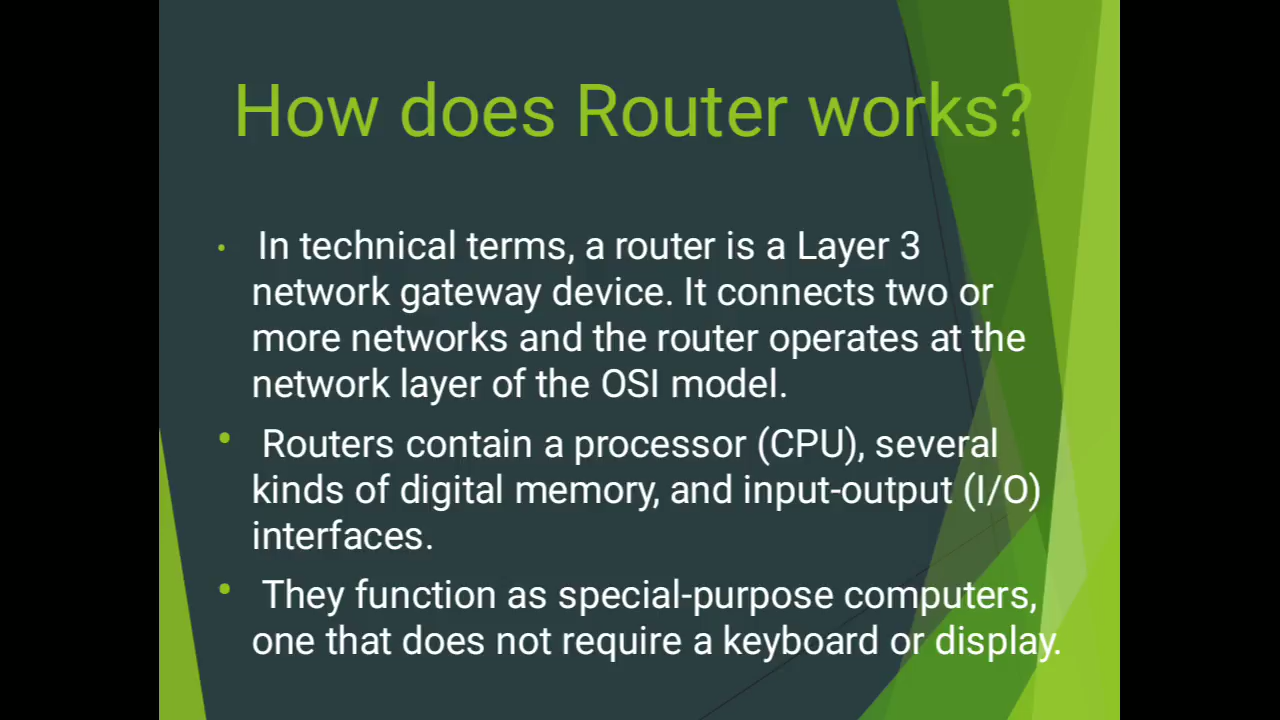 How does Router works?
• In technical terms, a router is a Layer 3
network gateway device. It connects two or
more networks and the router operates at the
network layer of the OSI model.
• Routers contain a processor (CPU), several
kinds of digital memory, and input-output (I/O)
interfaces.
• They function as special-purpose computers,
one that does not require a keyboard or display.